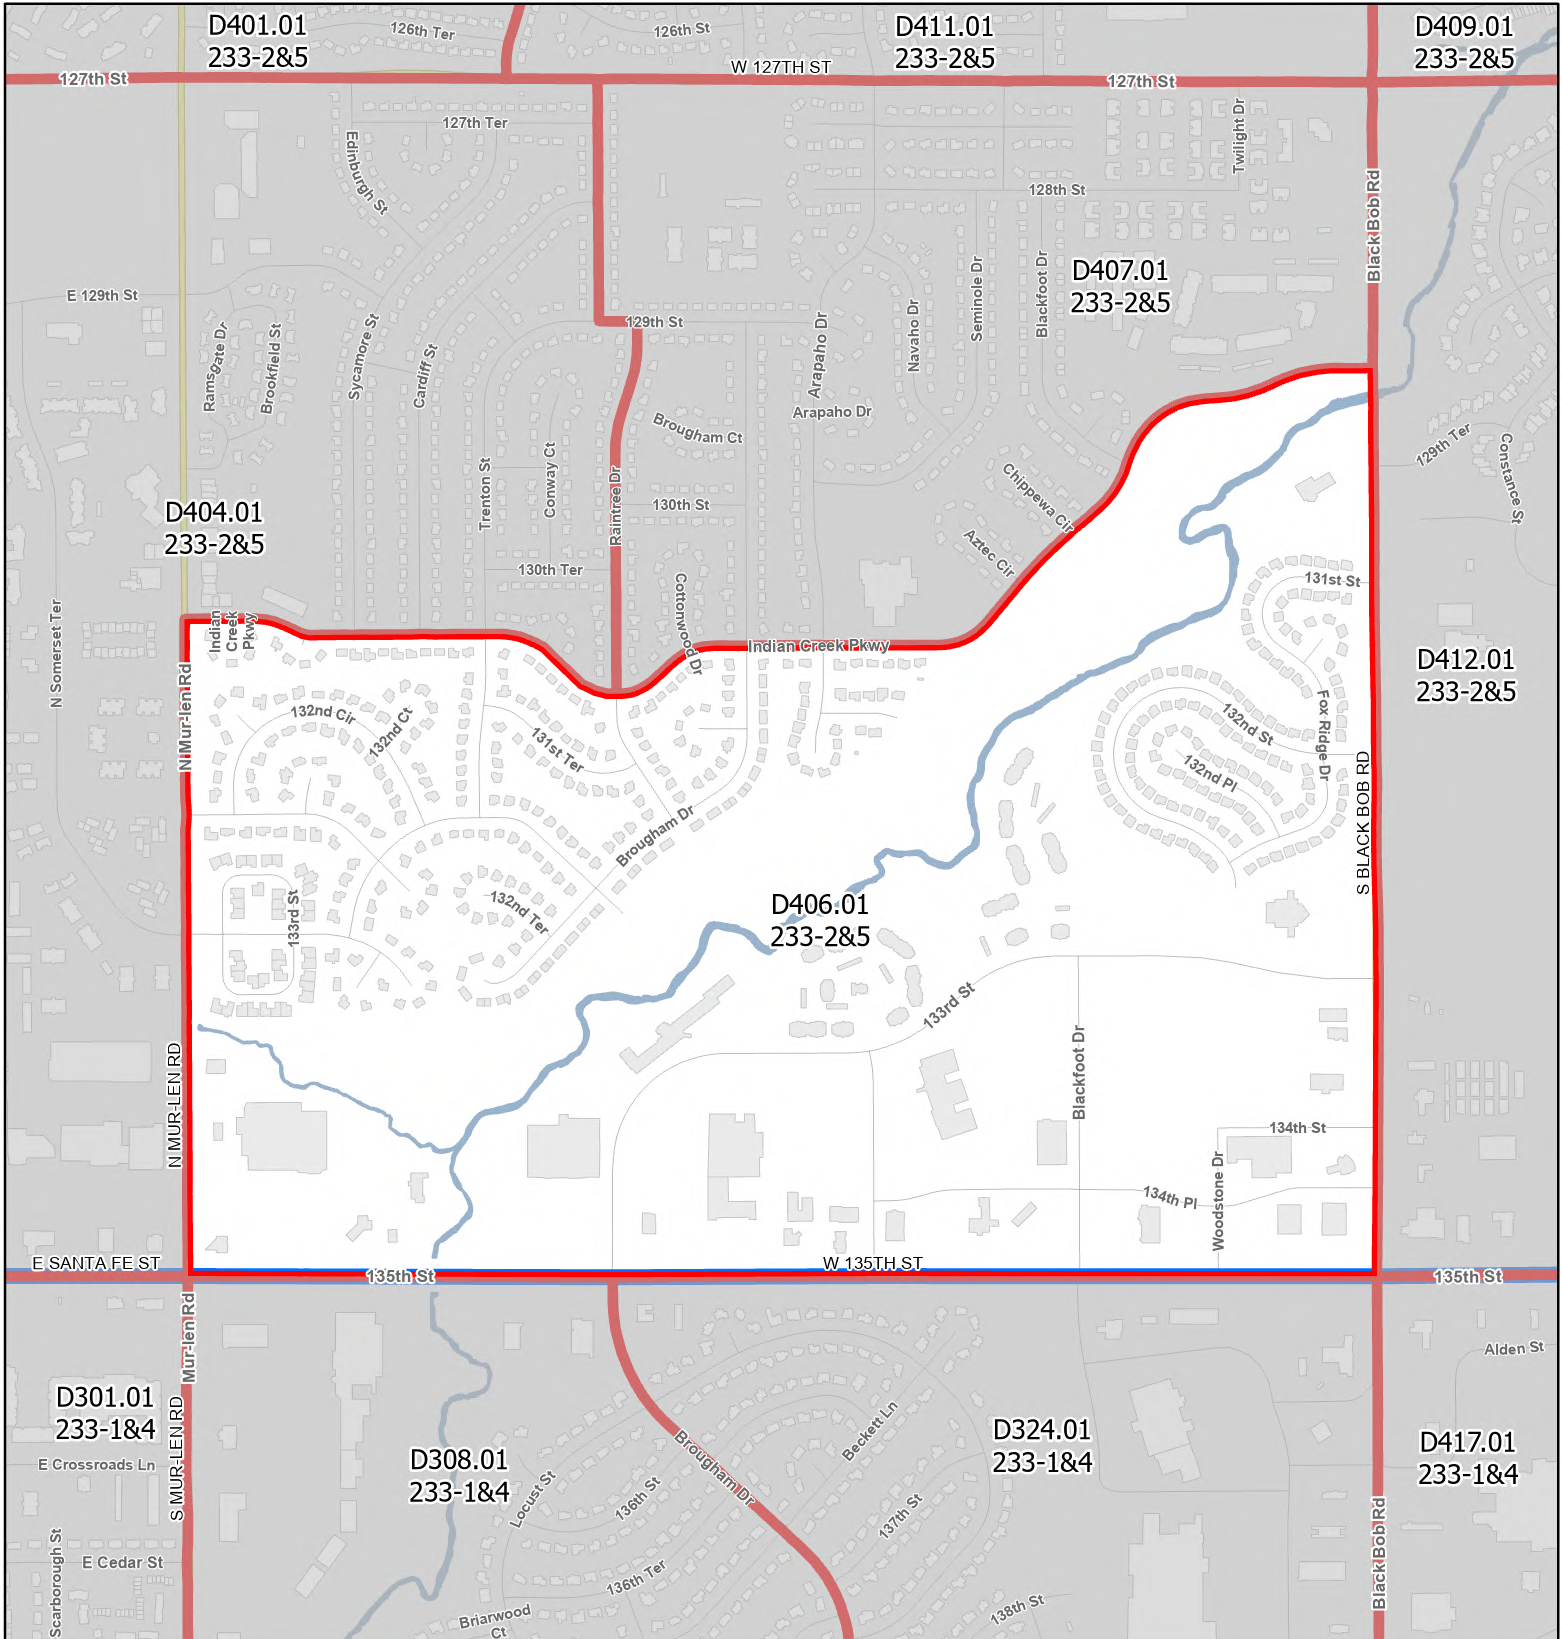 D401.01
233-2&5
126th Ter
126th St
D411.01
233-2&5
D409.01
233-2&5
127th St
W 127TH ST
127th St
127th Ter
Edinburgh St
Twilight Dr
128th St
Black Bob Rd
D407.01
233-2&5
E 129th St
129th St
Ramsgate Dr
Brookfield St
Sycamore St
Cardiff St
Arapaho Dr
Navaho Dr
Seminole Dr
Blackfoot Dr
Brougham Ct
Arapaho Dr
129th Ter
Constance St
Trenton St
Conway Ct
Raintree Dr
130th St
Chippewa Cir
Aztec Cir
D404.01
233-2&5
130th Ter
Cottonwood Dr
131st St
N Somerset Ter
Indian
Creek
Pkwy
Indian Creek Pkwy
D412.01
233-2&5
N Mur-len Rd
132nd Cir
132nd Ct
131st Ter
132nd St
132nd Pl
Fox Ridge Dr
S BLACK BOB RD
Brougham Dr
132nd Ter
133rd St
D406.01
233-2&5
133rd St
Blackfoot Dr
N MUR-LEN RD
134th St
134th Pl
Woodstone Dr
E SANTA FE ST
135th St
W 135TH ST
135th St
Mur-len Rd
Alden St
D301.01
233-1&4
S MUR-LEN RD
E Crossroads Ln
D308.01
233-1&4
Beckett Ln
D324.01
233-1&4
D417.01
233-1&4
Brougham Dr
Locust St
136th St
137th St
Black Bob Rd
E Cedar St
Scarborough St
136th Ter
Briarwood
Ct
138th St